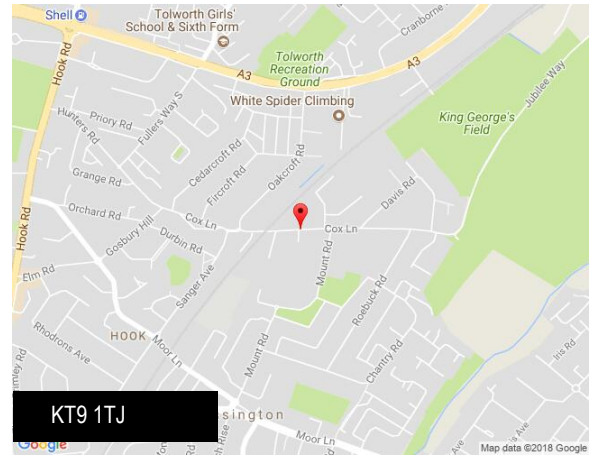 Shell
Tolworth Girls'
School & Sixth Form
Cranborne
Hook Rd
A3
Tolworth
Recreation
Ground
A3
White Spider Climbing
Jubilee Way
King George's
Field
Hunters Rd
Priory Rd
Fullers Way S
Cedarcroft Rd
Fircroft Rd
Oakcroft Rd
Grange Rd
Davis Rd
Orchard Rd
Cox Ln
Cox Ln
Gosbury Hill
Durbin Rd
Hook Rd
Mount Rd
Elm Rd
Sanger Ave
Roebuck Rd
HOOK
Moor Ln
Rhodrons Ave
Mount Rd
Chantry Rd
Iris Rd
KT9 1TJ
ssington
Moor Ln
Google
Map data ©2018 Google